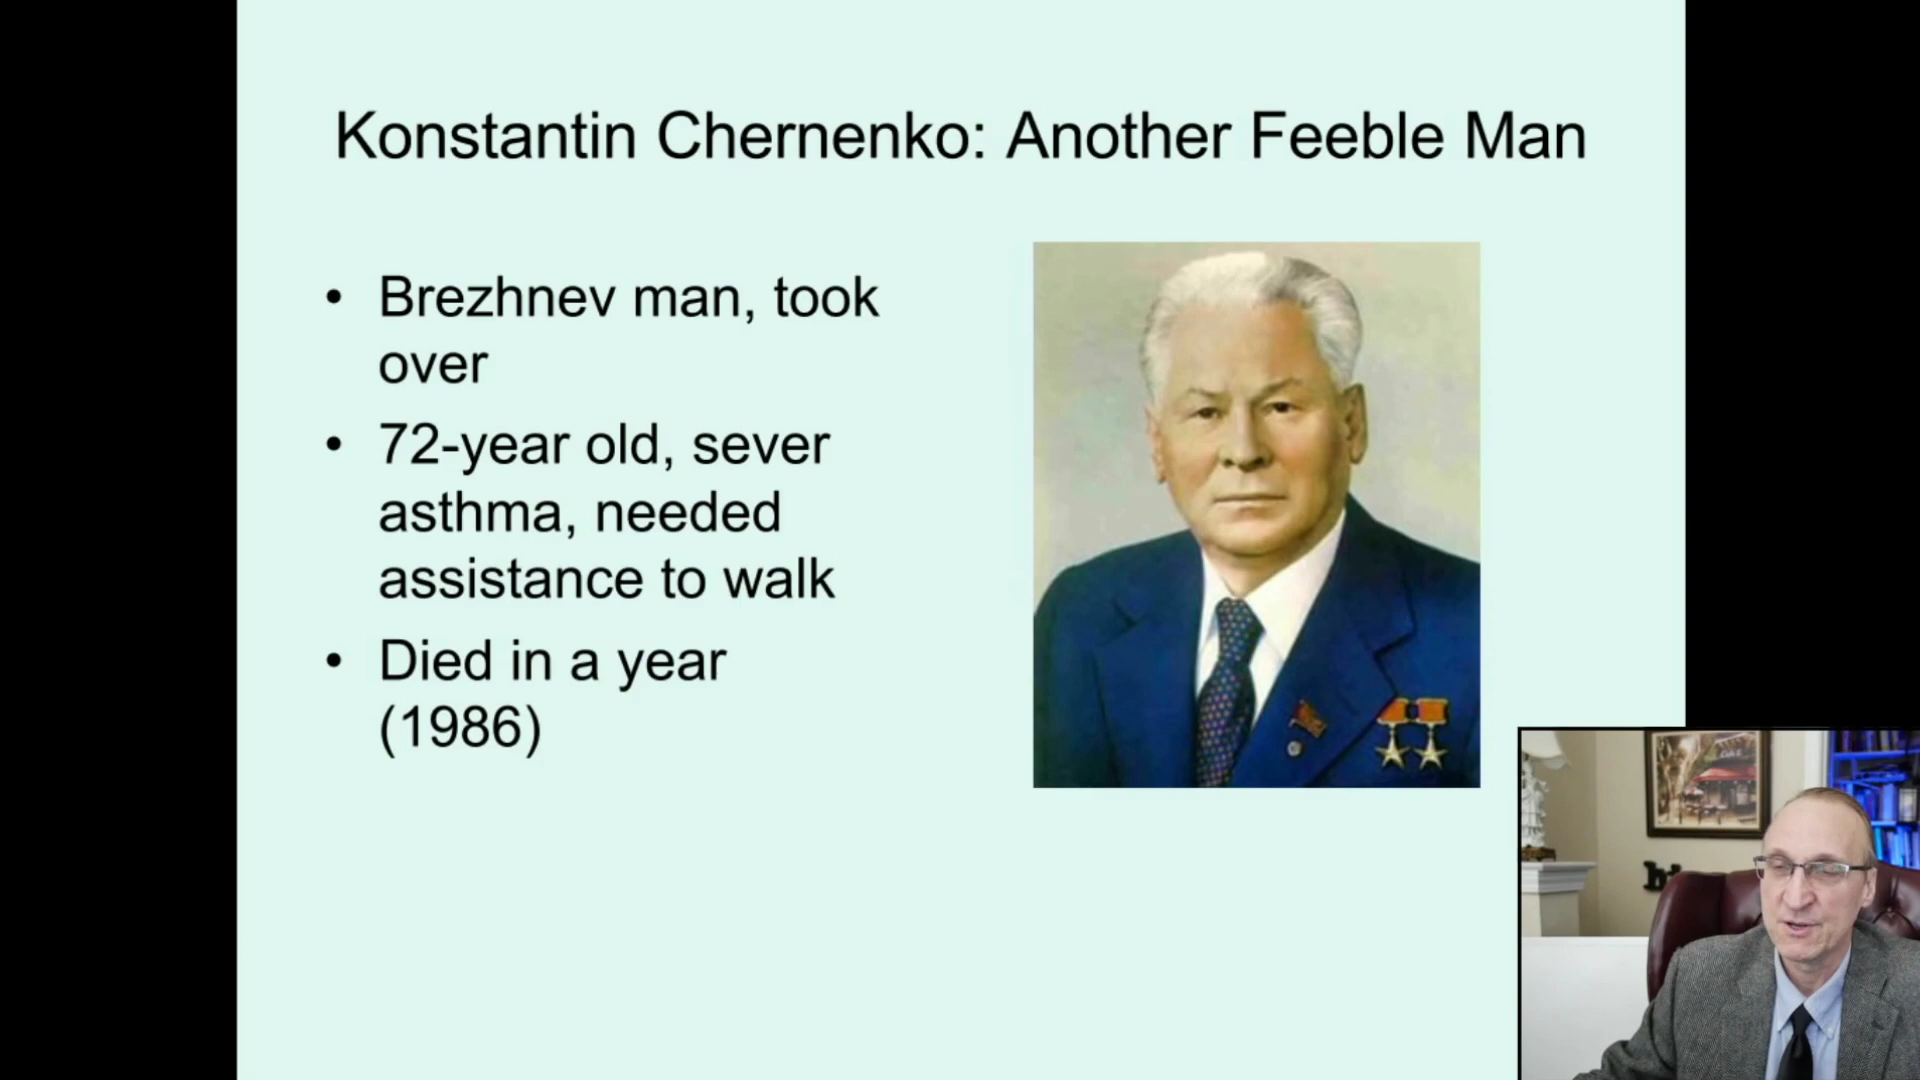 Konstantin Chernenko: Another Feeble Man
• Brezhnev man, took
over
• 72-year old, sever
asthma, needed
assistance to walk
• Died in a year
(1986)